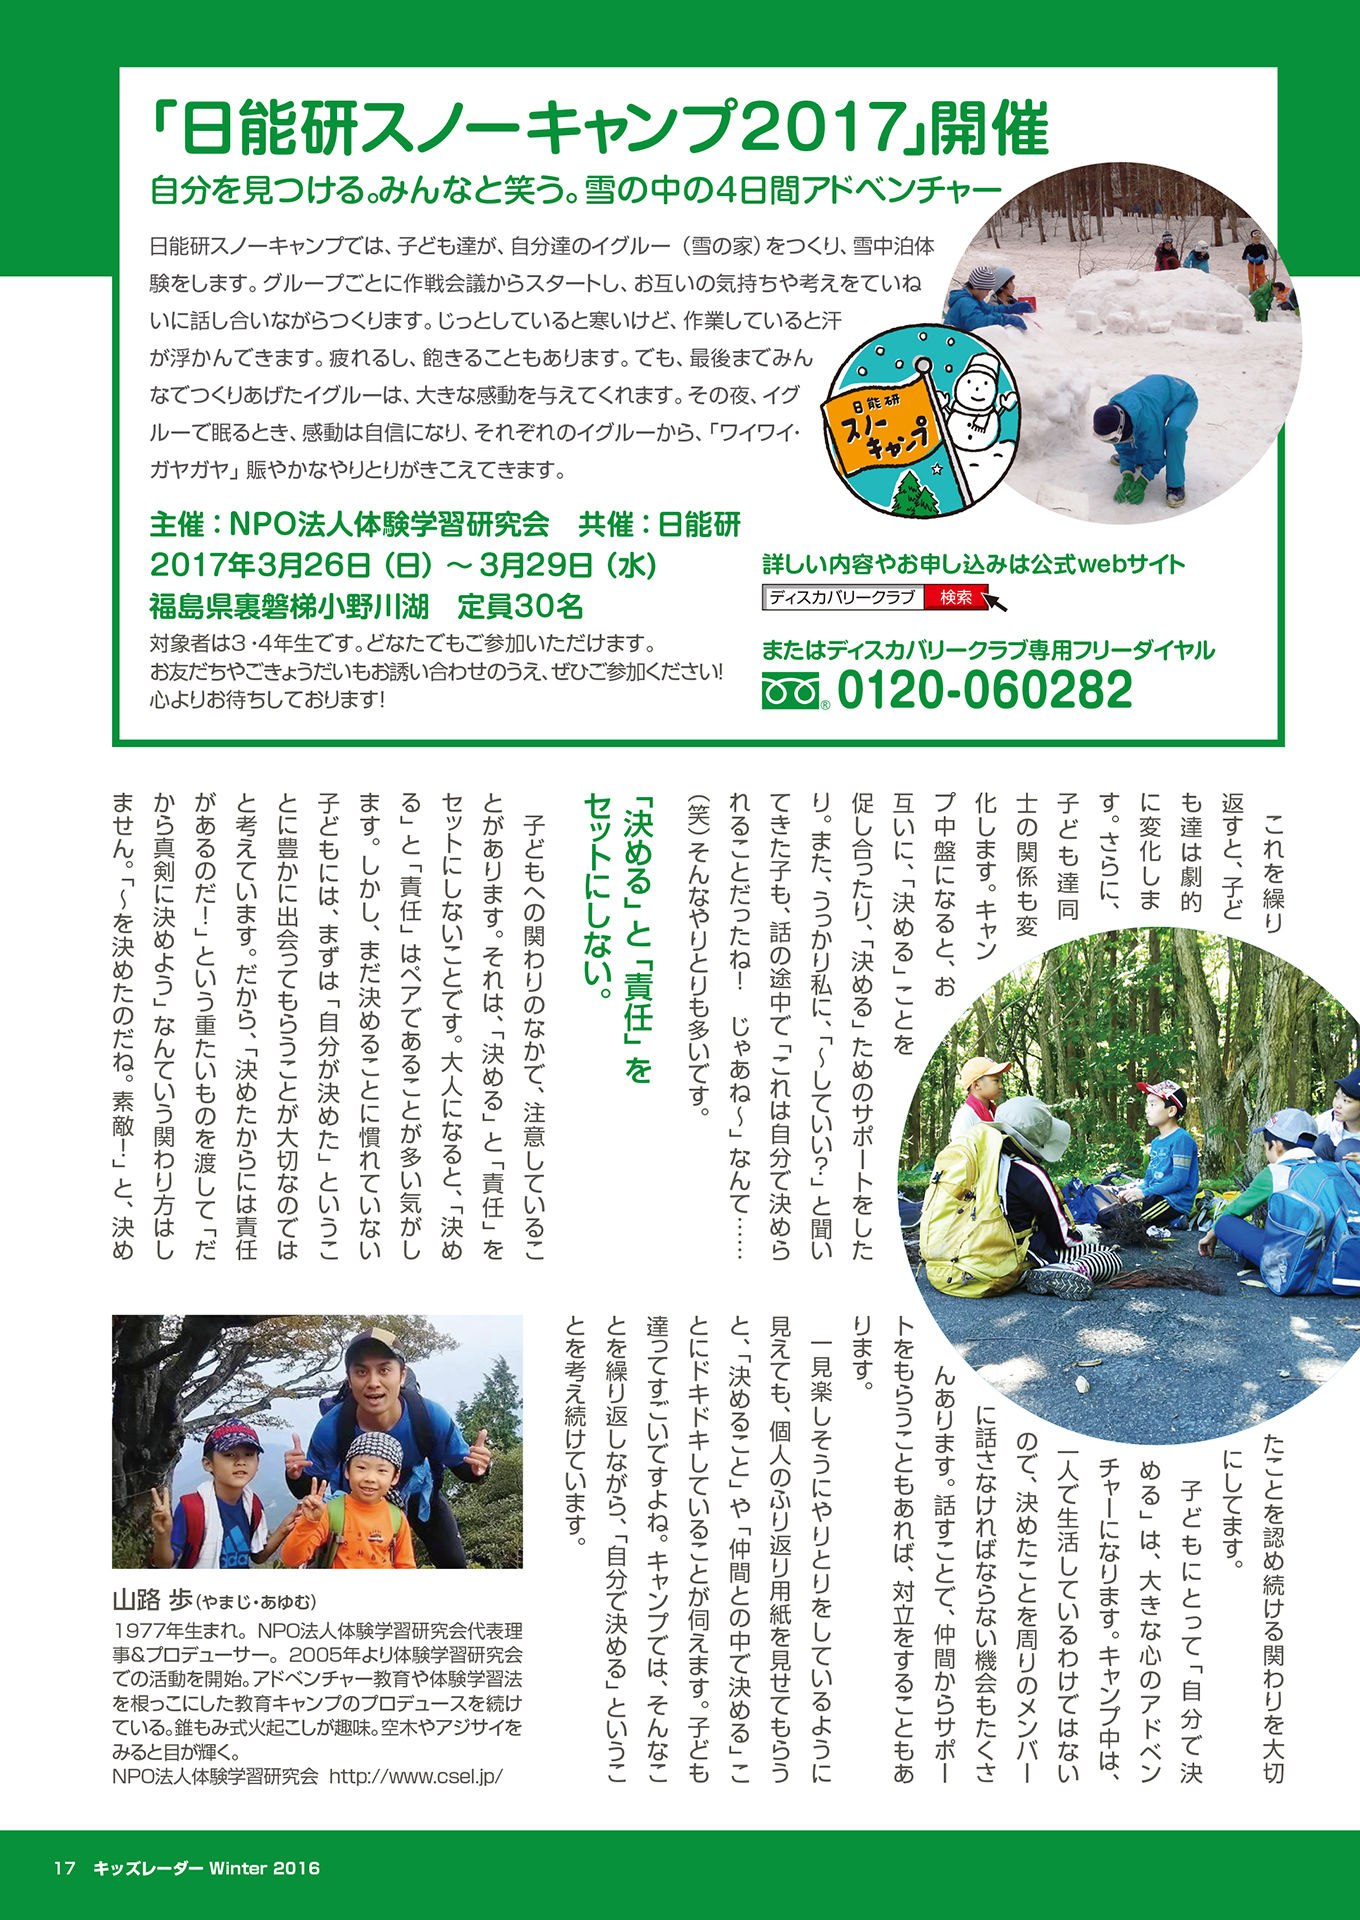 「日能研スノーキャンプ2017」開催
自分を見つける。みんなと笑う。雪の中の4日間アドベンチャー
日能研スノーキャンプでは、子ども達が、自分達のイグルー（雪の家）をつくり、雪中泊体
験をします。グループごとに作戦会議からスタートし、お互いの気持ちや考えをていね
いに話し合いながらつくります。じっとしていると寒いけど、作業していると汗
が浮かんできます。疲れるし、飽きることもあります。でも、最後までみん
なでつくりあげたイグルーは、大きな感動を与えてくれます。その夜、イグ
ルーで眠るとき、感動は自信になり、それぞれのイグルーから、「ワイワイ・
ガヤガヤ」賑やかなやりとりがきこえてきます。
日能研
スノー
キャンプ
主催：NPO法人体験学習研究会　共催：日能研
2017年3月26日（日）～3月29日（水）
福島県裏磐梯小野川湖　定員30名
対象者は3・4年生です。どなたでもご参加いただけます。
お友だちやごきょうだいもお誘い合わせのうえ、ぜひご参加ください！
心よりお待ちしております！
詳しい内容やお申し込みは公式webサイト
ディスカバリークラブ 検索
またはディスカバリークラブ専用フリーダイヤル
® 0120-060282
これを繰り
返すと、子ど
も達は劇的
に変化しま
す。さらに、
子ども達同
士の関係も変
化します。キャン
プ中盤になると、お
互いに、「決める」ことを
促し合ったり、「決める」ためのサポートをした
り。また、うっかり私に、「～していい？」と聞い
てきた子も、話の途中で「これは自分で決めら
れることだったね！　じゃあね～」なんて……
（笑）そんなやりとりも多いです。
「決める」と「責任」を
セットにしない。
子どもへの関わりのなかで、注意しているこ
とがあります。それは、「決める」と「責任」を
セットにしないことです。大人になると、「決め
る」と「責任」はペアであることが多い気がし
ます。しかし、まだ決めることに慣れていない
子どもには、まずは「自分が決めた」というこ
とに豊かに出会ってもらうことが大切なのでは
と考えています。だから、「決めたからには責任
があるのだ！」という重たいものを渡して「だ
から真剣に決めよう」なんていう関わり方はし
ません。「～を決めたのだね。素敵！」と、決め
たことを認め続ける関わりを大切
にしてます。
子どもにとって「自分で決
める」は、大きな心のアドベン
チャーになります。キャンプ中は、
一人で生活しているわけではない
ので、決めたことを周りのメンバー
に話さなければならない機会もたくさ
んあります。話すことで、仲間からサポー
トをもらうこともあれば、対立をすることもあ
ります。
一見楽しそうにやりとりをしているように
見えても、個人のふり返り用紙を見せてもらう
と、「決めること」や「仲間との中で決める」こ
とにドキドキしていることが伺えます。子ども
達ってすごいですよね。キャンプでは、そんなこ
とを繰り返しながら、「自分で決める」というこ
とを考え続けています。
adidas
山路 歩（やまじ・あゆむ）
1977年生まれ。NPO法人体験学習研究会代表理
事＆プロデューサー。2005年より体験学習研究会
での活動を開始。アドベンチャー教育や体験学習法
を根っこにした教育キャンプのプロデュースを続け
ている。錐もみ式火起こしが趣味。空木やアジサイを
みると目が輝く。
NPO法人体験学習研究会 http://www.csel.jp/
17 キッズレーダー Winter 2016